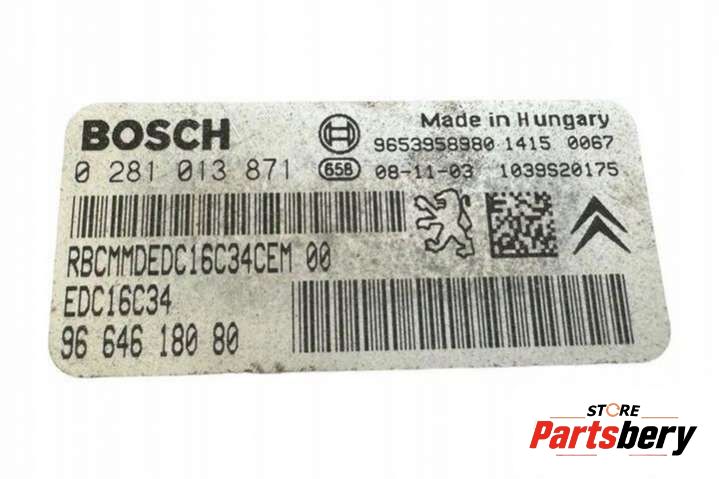 BOSCH
Made in Hungary
9653958980 1415 0067
0 281 013 871
658
08-11-03 1039S20175
RBCMMDEDC16C34CEM 00
EDC16C34
96 646 180 80
STORE
Partsbery